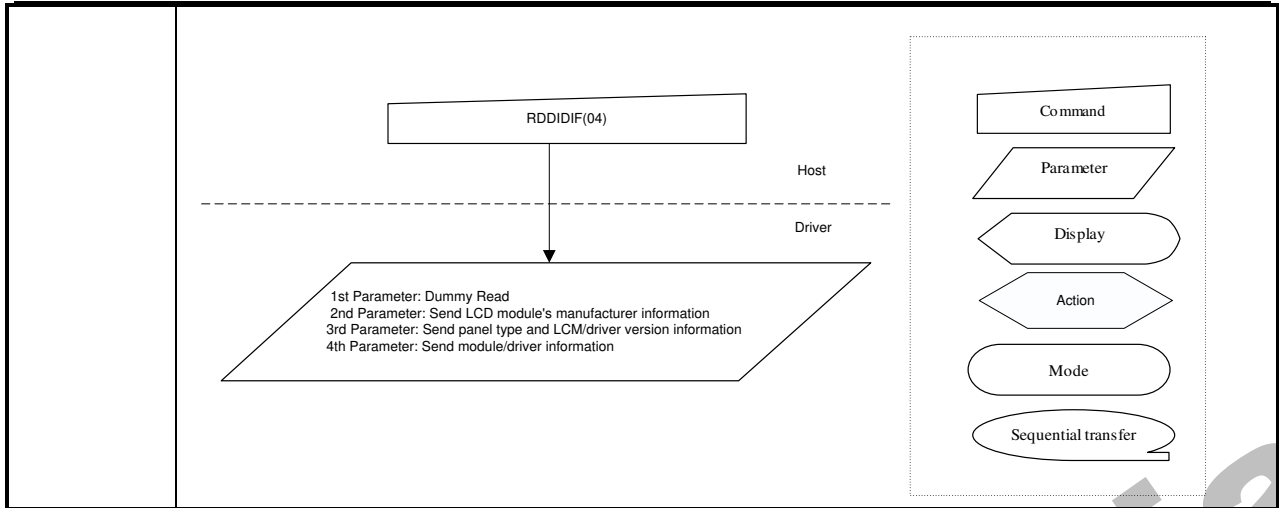 RDDIDIF(04)
Host
Driver
1st Parameter: Dummy Read
2nd Parameter: Send LCD module's manufacturer information
3rd Parameter: Send panel type and LCM/driver version information
4th Parameter: Send module/driver information
Command
Parameter
Display
Action
Mode
Sequential transfer